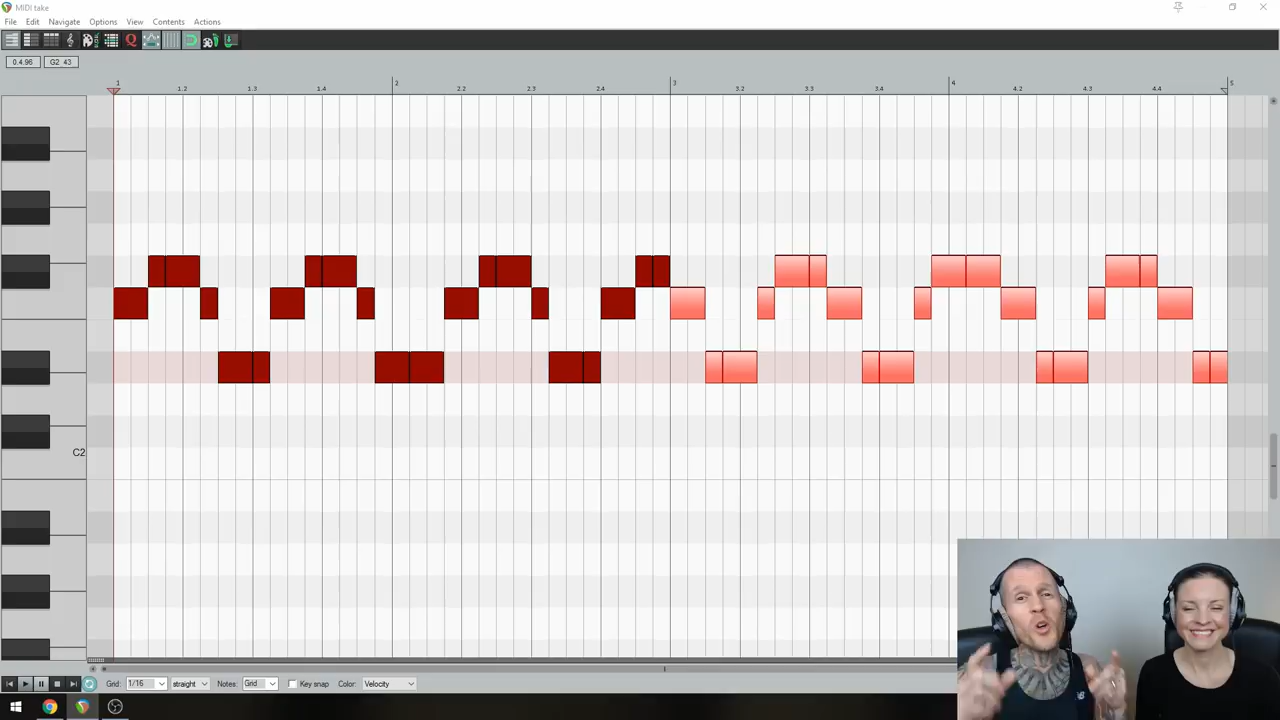 MIDI take
File Edit Navigate Options View Contents Actions
Q
0.4.96 G2 43
1 2 3 4 5
1.2 1.3 1.4 2.2 2.3 2.4 3.2 3.3 3.4 4.2 4.3 4.4
C2
Grid: 1/16 straight Notes: Grid Key snap Color: Velocity